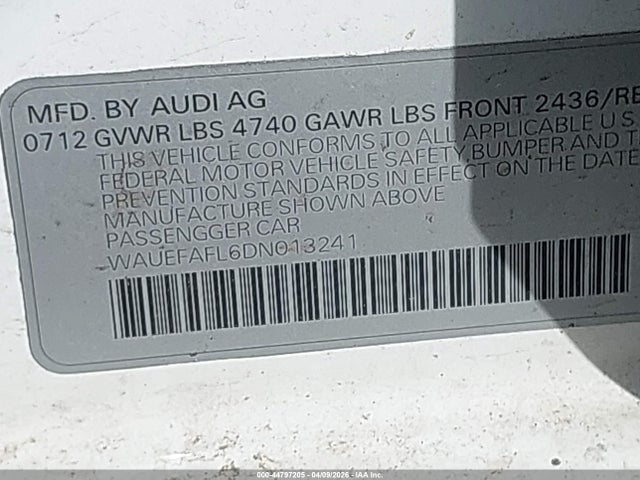 MFD. BY AUDI AG
0712 GVWR LBS 4740 GAWR LBS FRONT 2436/RE
THIS VEHICLE CONFORMS TO ALL APPLICABLE U S
FEDERAL MOTOR VEHICLE SAFETY BUMPER AND T
PREVENTION STANDARDS IN EFFECT ON THE DATE
MANUFACTURE SHOWN ABOVE
PASSENGGER CAR
WAUEFAFL6DN013241
000-44797205 - 04/09/2026 - IAA Inc.